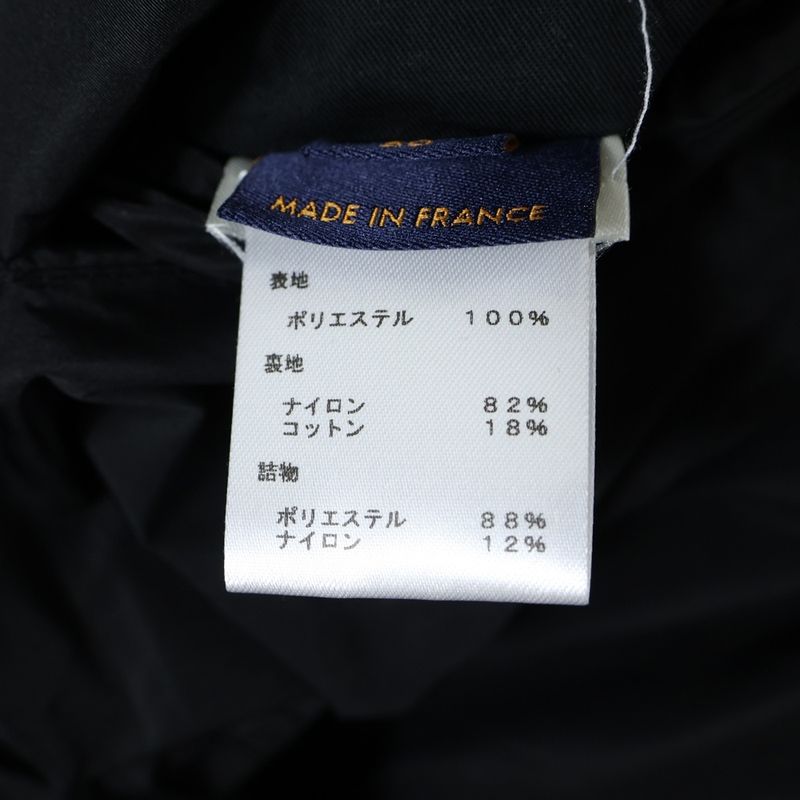 MADE IN FRANCE
表地
ポリエステル １００％
裏地
ナイロン ８２％
コットン １８％
詰物
ポリエステル ８８％
ナイロン １２％